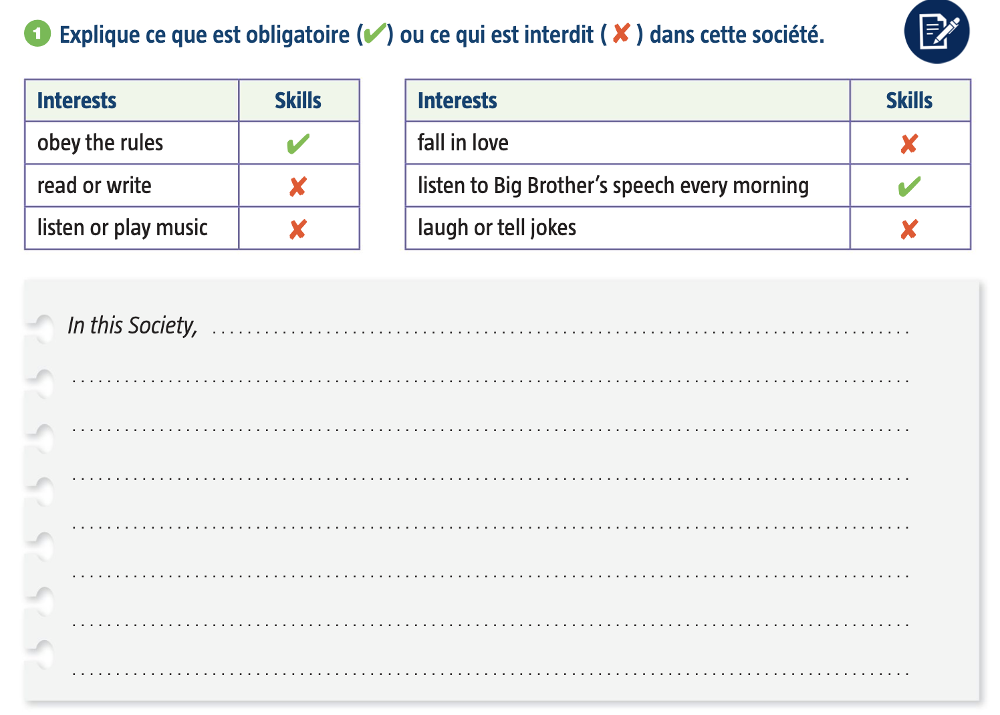 1 Explique ce que est obligatoire (✔) ou ce qui est interdit ( ✘ ) dans cette société.
Interests Skills
obey the rules ✔
read or write ✘
listen or play music ✘
Interests Skills
fall in love ✘
listen to Big Brother’s speech every morning ✔
laugh or tell jokes ✘
In this Society,